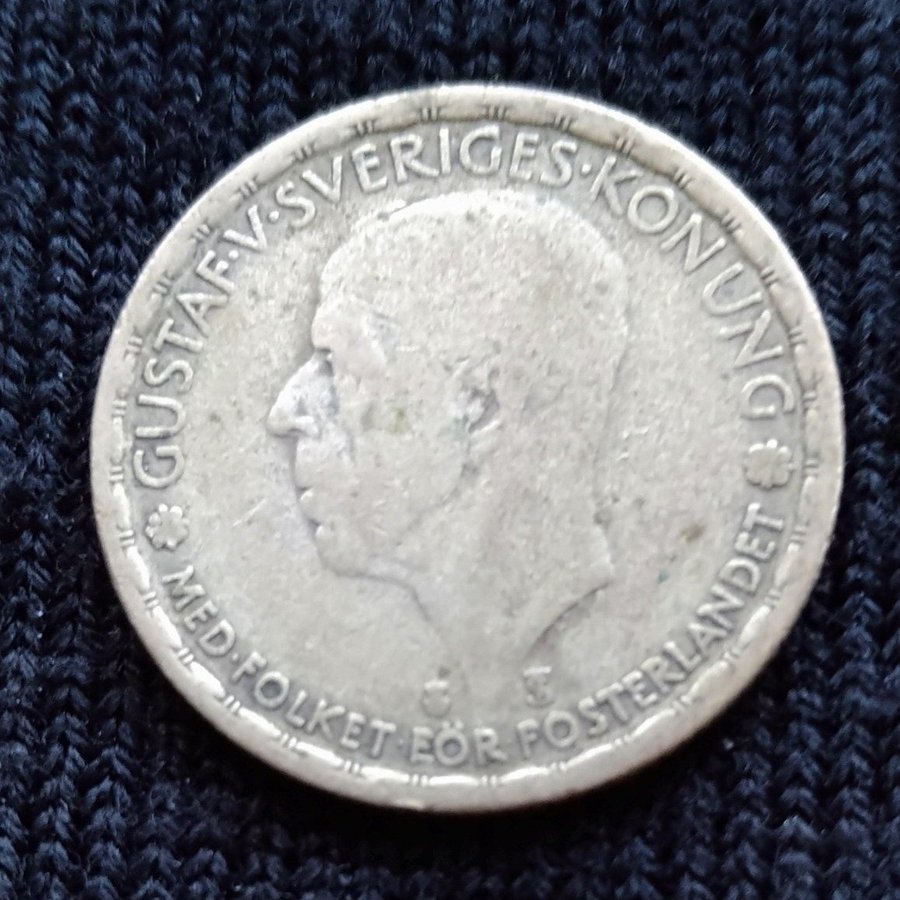 GUSTAF·V·SVERIGES·KONUNG
MED·FOLKET·FÖR FOSTERLANDET